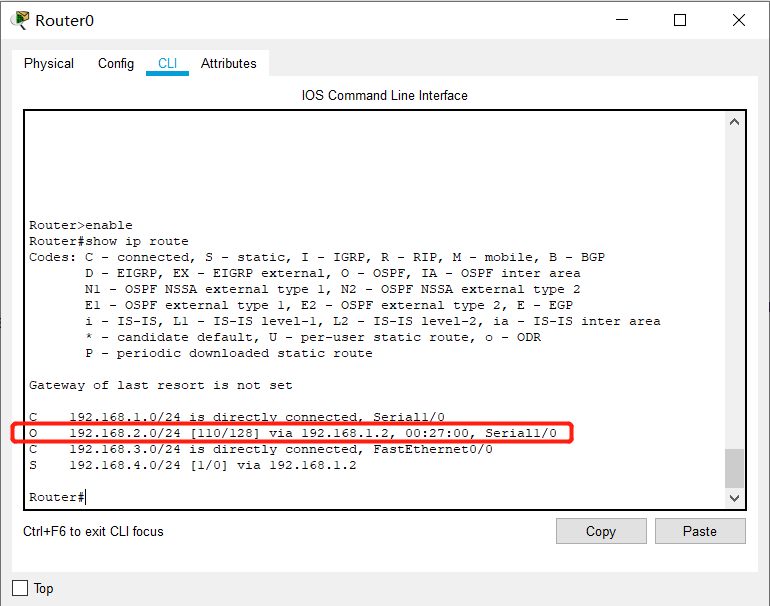 Router0
Physical Config CLI Attributes
IOS Command Line Interface
Router>enable
Router#show ip route
Codes: C - connected, S - static, I - IGRP, R - RIP, M - mobile, B - BGP
D - EIGRP, EX - EIGRP external, O - OSPF, IA - OSPF inter area
N1 - OSPF NSSA external type 1, N2 - OSPF NSSA external type 2
E1 - OSPF external type 1, E2 - OSPF external type 2, E - EGP
i - IS-IS, L1 - IS-IS level-1, L2 - IS-IS level-2, ia - IS-IS inter area
* - candidate default, U - per-user static route, o - ODR
P - periodic downloaded static route
Gateway of last resort is not set
C 192.168.1.0/24 is directly connected, Serial1/0
O 192.168.2.0/24 [110/128] via 192.168.1.2, 00:27:00, Serial1/0
C 192.168.3.0/24 is directly connected, FastEthernet0/0
S 192.168.4.0/24 [1/0] via 192.168.1.2
Router#
Ctrl+F6 to exit CLI focus
Copy Paste
Top